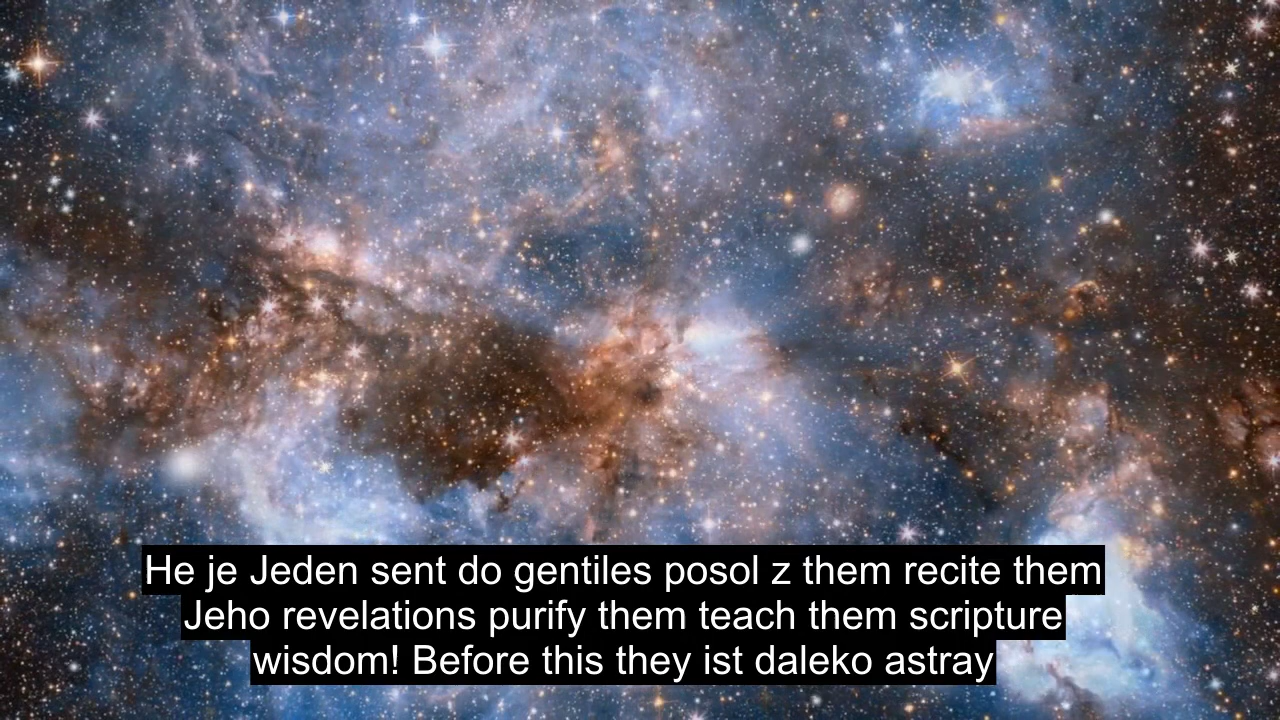 He je Jeden sent do gentiles posol z them recite them
Jeho revelations purify them teach them scripture
wisdom! Before this they ist daleko astray